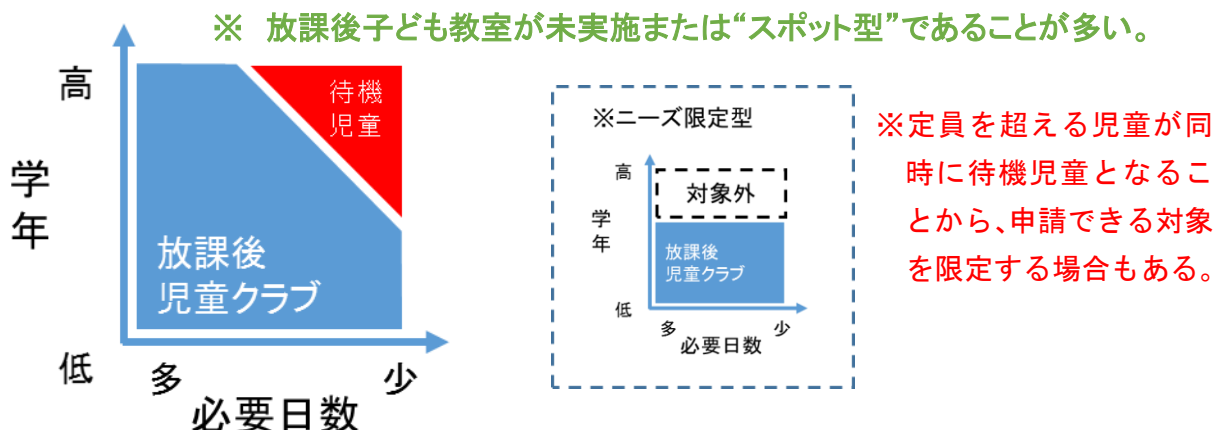 ※ 放課後子ども教室が未実施または“スポット型”であることが多い。
高
学
年
低
待機
児童
放課後
児童クラブ
多
少
必要日数
※ニーズ限定型
高
学
年
低
対象外
放課後
児童クラブ
多
少
必要日数
※定員を超える児童が同
時に待機児童となるこ
とから、申請できる対象
を限定する場合もある。